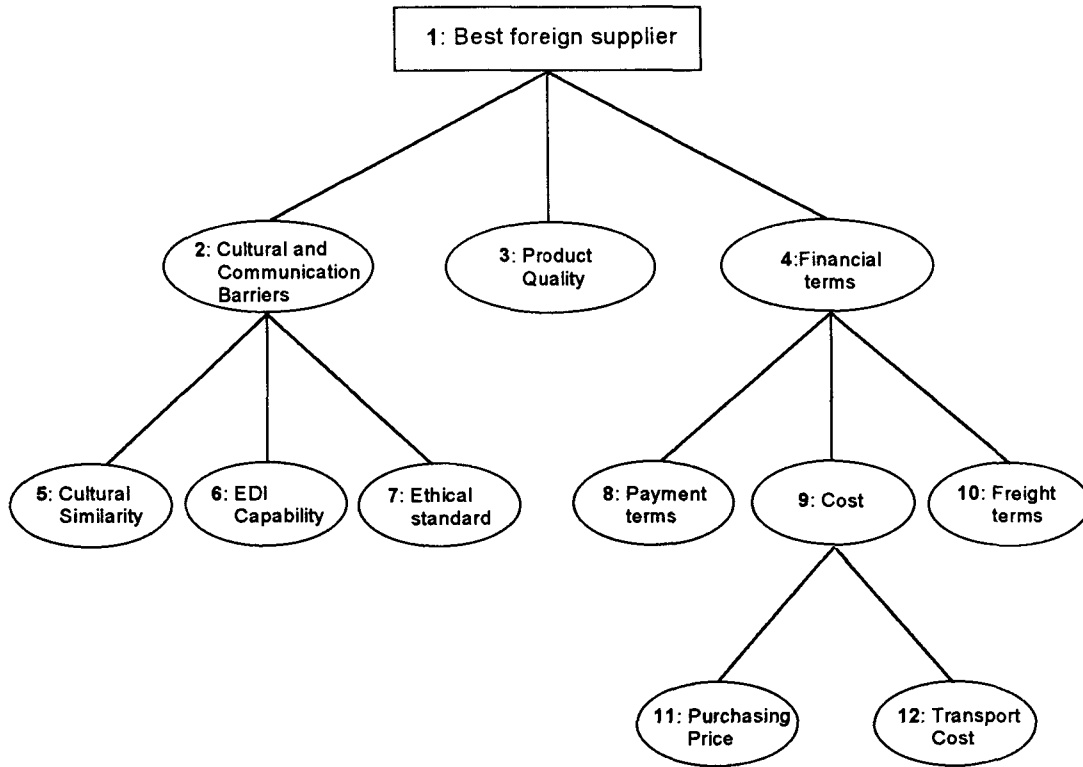 1: Best foreign supplier
2: Cultural and
Communication
Barriers
3: Product
Quality
4:Financial
terms
5: Cultural
Similarity
6: EDI
Capability
7: Ethical
standard
8: Payment
terms
9: Cost
10: Freight
terms
11: Purchasing
Price
12: Transport
Cost